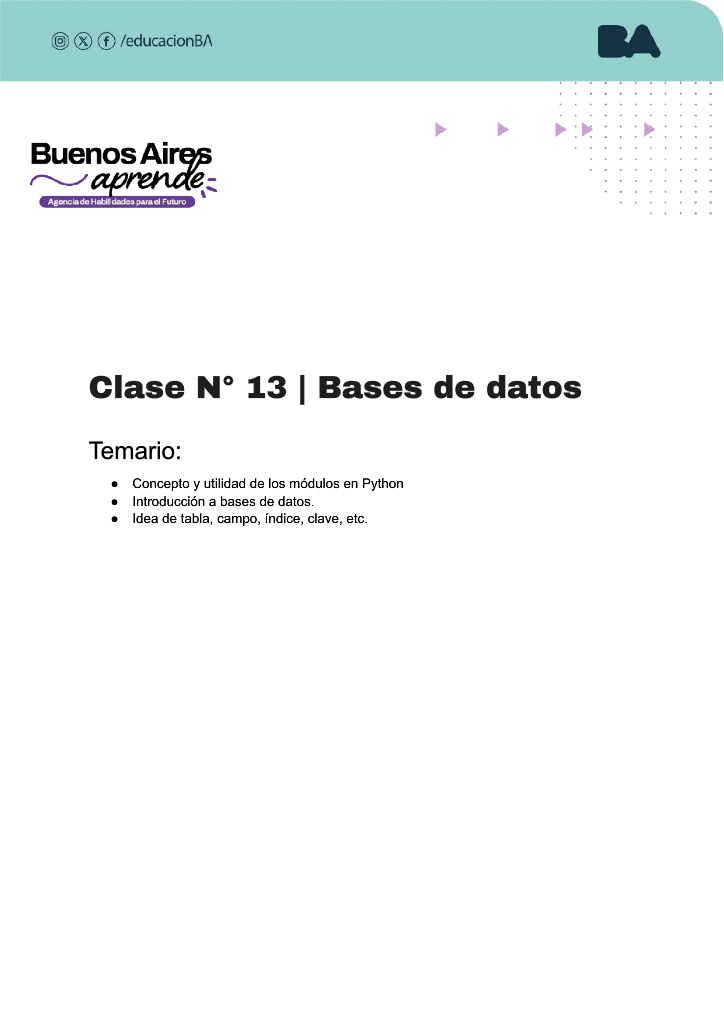 /educacionBA
BA
Buenos Aires
aprende
Agencia de Habilidades para el Futuro
Clase N° 13 | Bases de datos
Temario:
● Concepto y utilidad de los módulos en Python
● Introducción a bases de datos.
● Idea de tabla, campo, índice, clave, etc.